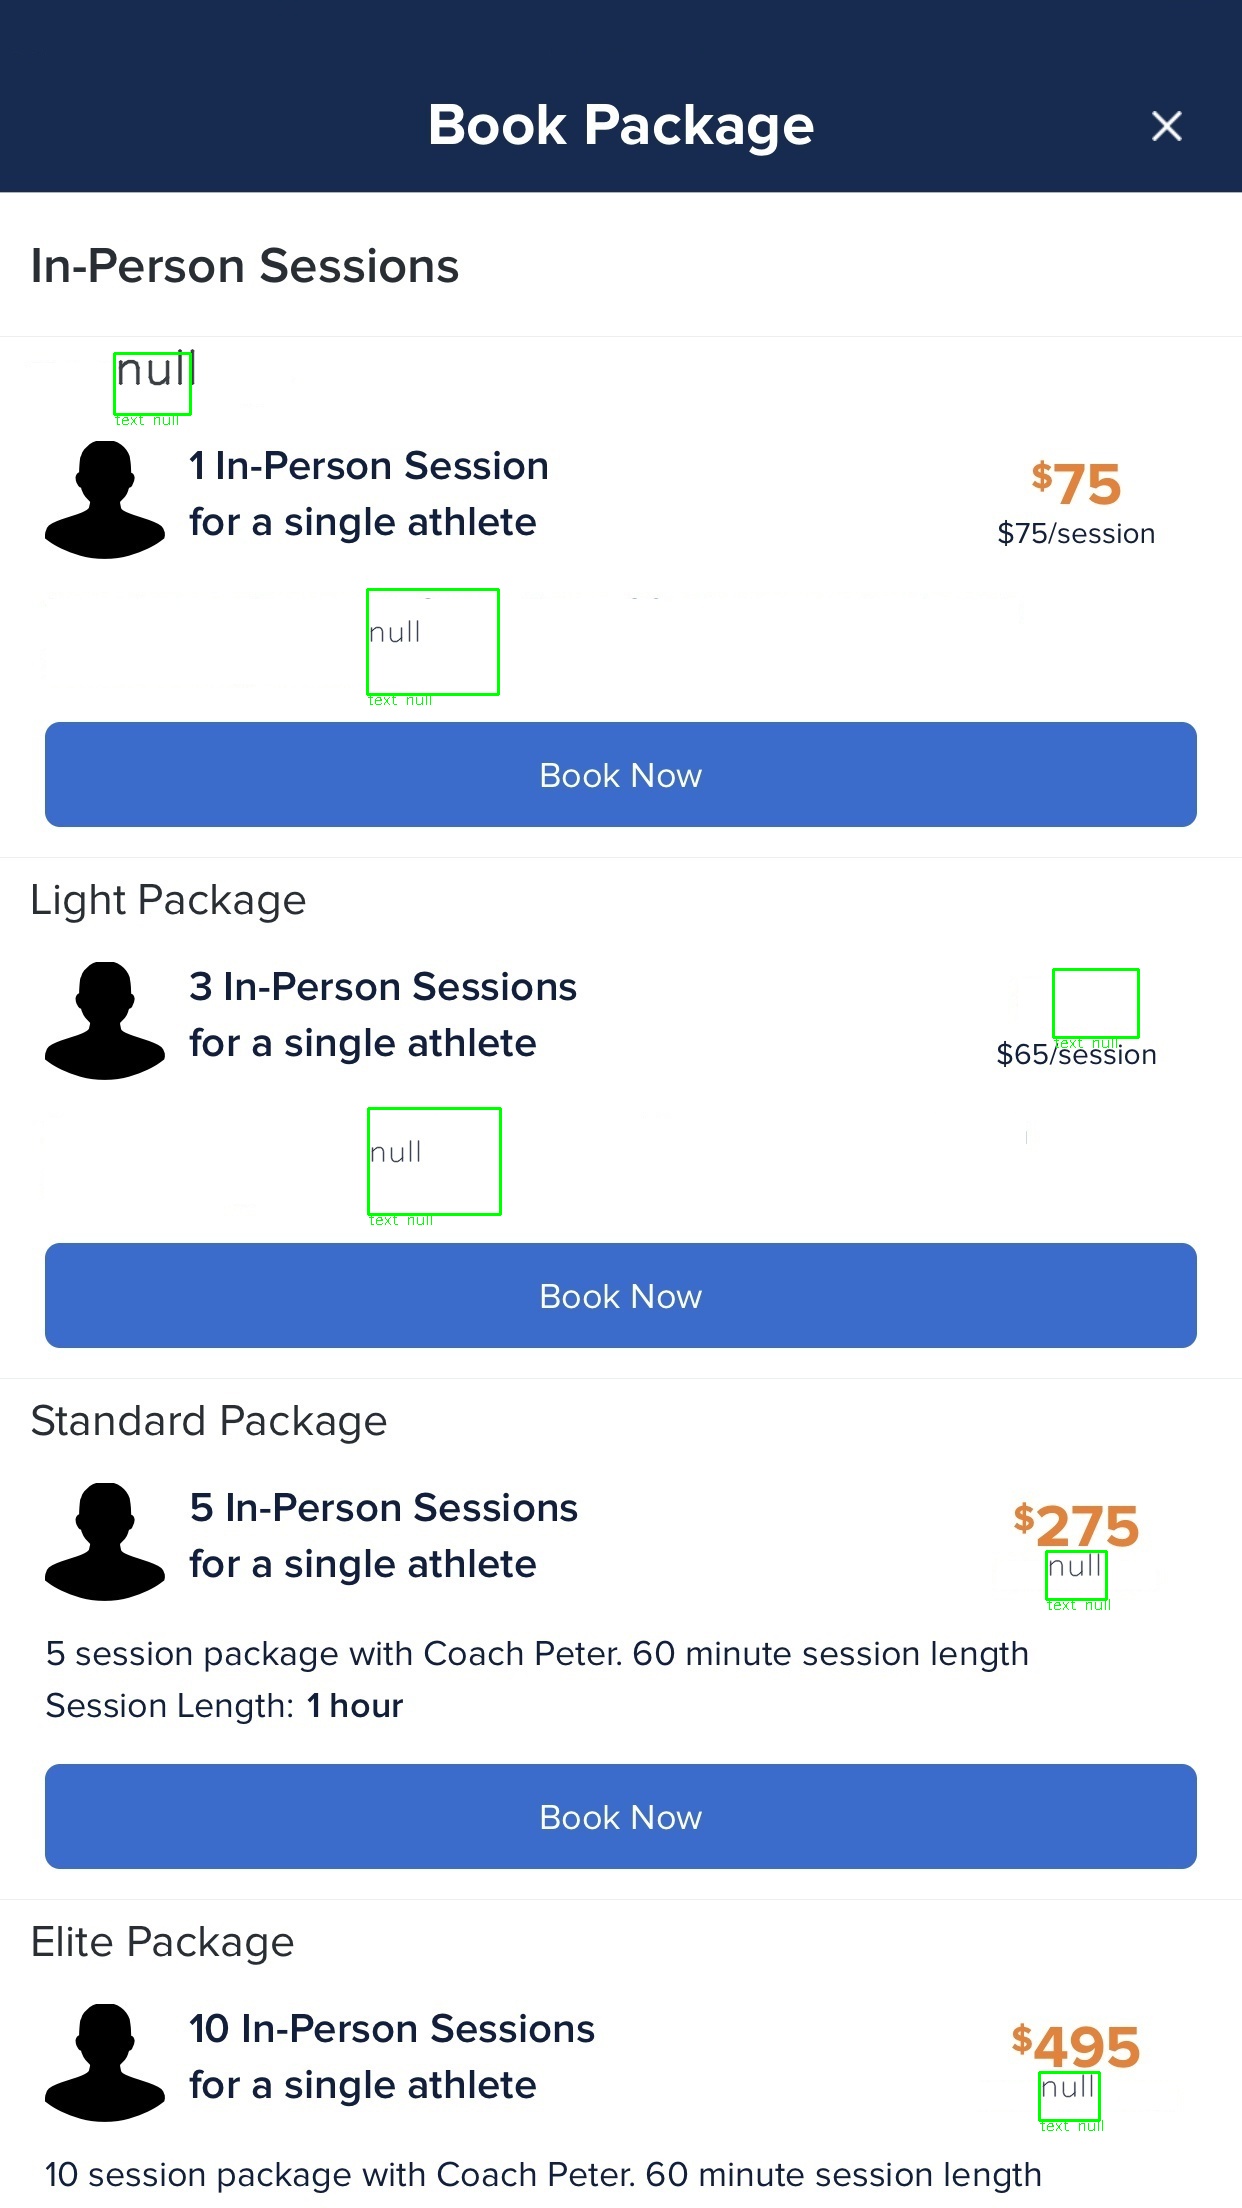 Book Package
In-Person Sessions
null
text null
1 In-Person Session
for a single athlete
$75
$75/session
null
text null
Book Now
Light Package
3 In-Person Sessions
for a single athlete
text null
$65/session
null
text null
Book Now
Standard Package
5 In-Person Sessions
for a single athlete
$275
null
text null
5 session package with Coach Peter. 60 minute session length
Session Length: 1 hour
Book Now
Elite Package
10 In-Person Sessions
for a single athlete
$495
null
text null
10 session package with Coach Peter. 60 minute session length